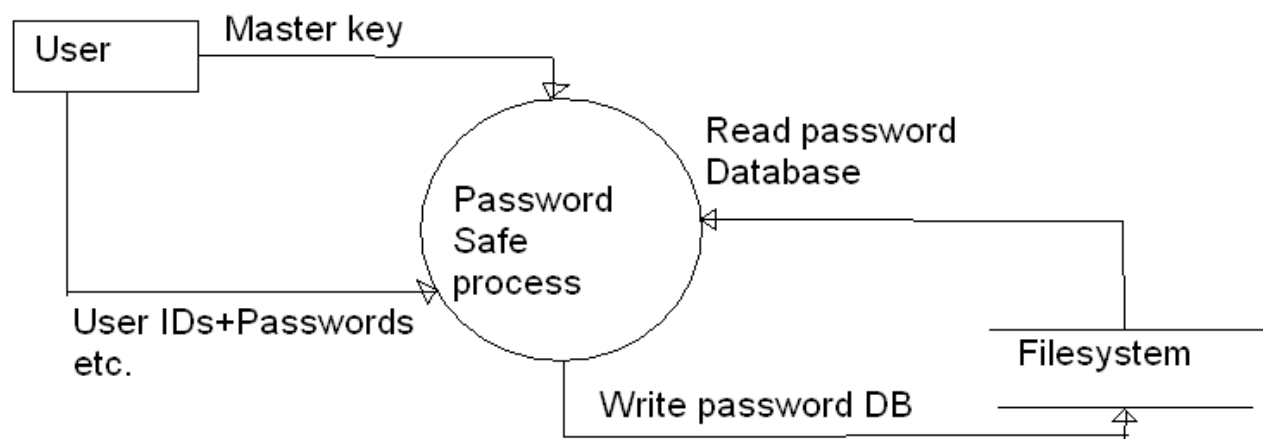 User
Master key
Read password
Database
Password
Safe
process
User IDs+Passwords
etc.
Filesystem
Write password DB